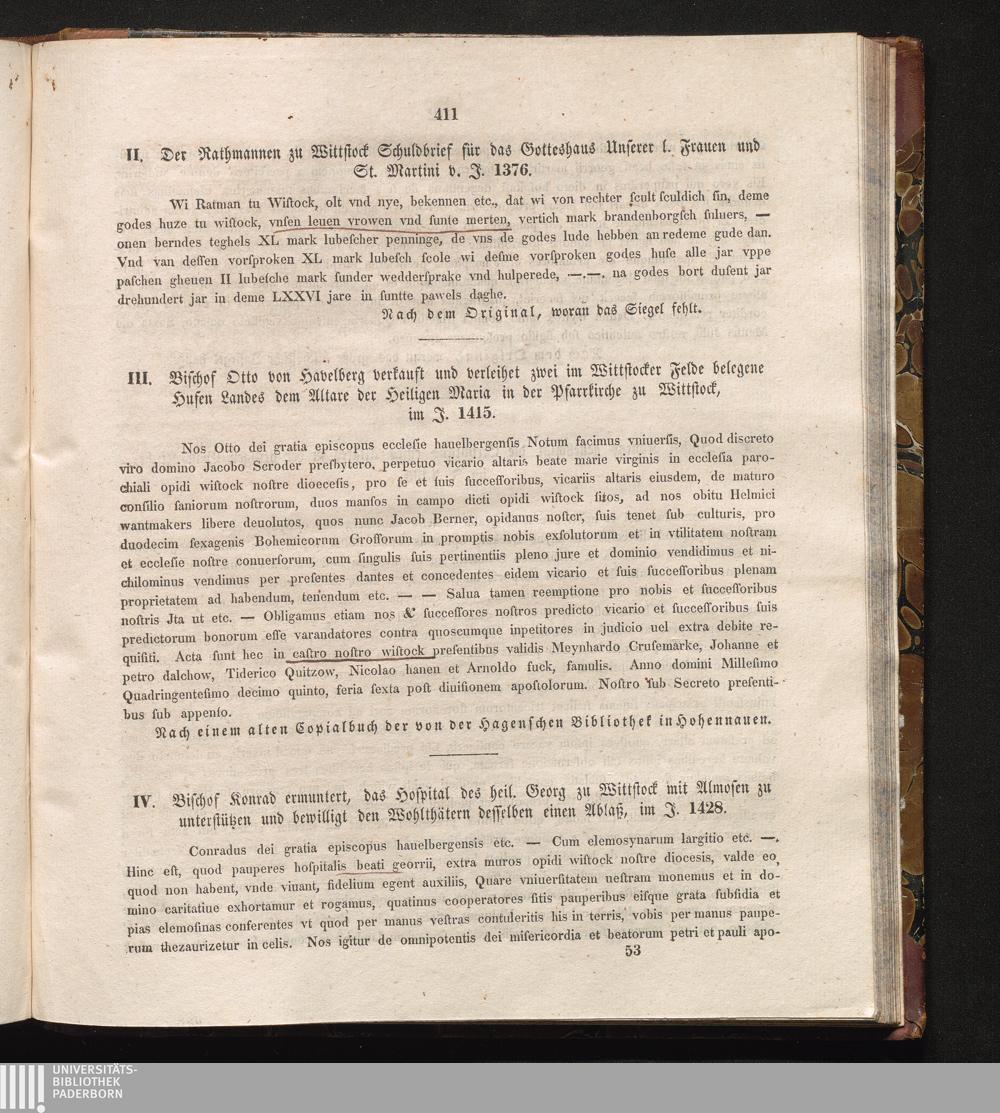 411
II. Der Rathmannen zu Wittstock Schuldbrief für das Gotteshaus Unserer l. Frauen und
St. Martini v. J. 1376.
Wi Ratman tu Wiſtock, olt vnd nye, bekennen etc., dat wi von rechter ſcult ſculdich ſin, deme
godes huze tu wiſtock, vnſen leuen vrowen vnd ſunte merten, vertich mark brandenborgſch ſuluers, —
onen berndes teghels XL mark lubeſcher penninge, de vns de godes lude hebben an redeme gude dan.
Vnd van deſſen vorſproken XL mark lubeſch ſcole wi deſme vorſproken godes huſe alle jar vppe
paſchen gheuen II lubeſche mark ſunder wedderſprake vnd hulperede, —.—. na godes bort duſent jar
drehundert jar in deme LXXVI jare in ſuntte pawels daghe.
Nach dem Original, woran das Siegel fehlt.
III. Bischof Otto von Havelberg verkauft und verleihet zwei im Wittstocker Felde belegene
Hufen Landes dem Altare der Heiligen Maria in der Pfarrkirche zu Wittstock,
im J. 1415.
Nos Otto dei gratia episcopus eccleſie hauelbergenſis Notum facimus vniuerſis, Quod discreto
viro domino Jacobo Scroder preſbytero, perpetuo vicario altaris beate marie virginis in eccleſia paro-
chiali opidi wiſtock noſtre dioeceſis, pro ſe et ſuis ſucceſſoribus, vicariis altaris eiusdem, de maturo
conſilio ſaniorum noſtrorum, duos manſos in campo dicti opidi wiſtock ſitos, ad nos obitu Helmici
wantmakers libere deuolutos, quos nunc Jacob Berner, opidanus noſter, ſuis tenet ſub culturis, pro
duodecim ſexagenis Bohemicorum Groſſorum in promptis nobis exſolutorum et in vtilitatem noſtram
et eccleſie noſtre conuerſorum, cum ſingulis ſuis pertinentiis pleno jure et dominio vendidimus et ni-
chilominus vendimus per preſentes dantes et concedentes eidem vicario et ſuis ſucceſſoribus plenam
proprietatem ad habendum, tenendum etc. — — Salua tamen reemptione pro nobis et ſucceſſoribus
noſtris Jta ut etc. — Obligamus etiam nos &amp; ſucceſſores noſtros predicto vicario et ſucceſſoribus ſuis
predictorum bonorum eſſe varandatores contra quoscumque inpetitores in judicio uel extra debite re-
quiſiti. Acta ſunt hec in caſtro noſtro wiſtock preſentibus validis Meynhardo Cruſemarke, Johanne et
petro dalchow, Tiderico Quitzow, Nicolao hanen et Arnoldo fuck, famulis. Anno domini Milleſimo
Quadringenteſimo decimo quinto, feria ſexta poſt diuiſionem apoſtolorum. Noſtro ſub Secreto preſenti-
bus ſub appenſo.
Nach einem alten Copialbuch der von der Hagenschen Bibliothek in Hohennauen.
IV. Bischof Konrad ermuntert, das Hospital des heil. Georg zu Wittstock mit Almosen zu
unterstützen und bewilligt den Wohlthätern desselben einen Ablaß, im J. 1428.
Conradus dei gratia episcopus hauelbergensis etc. — Cum elemosynarum largitio etc. —.
Hinc eſt, quod pauperes hoſpitalis beati georrii, extra muros opidi wiſtock noſtre diocesis, valde eo,
quod non habent, vnde viuant, fidelium egent auxiliis, Quare vniuerſitatem ueſtram monemus et in do-
mino caritatiue exhortamur et rogamus, quatinus cooperatores ſitis pauperibus eiſque grata ſubſidia et
pias elemoſinas conferentes vt quod per manus veſtras contuleritis his in terris, vobis per manus paupe-
rum thezaurizetur in celis. Nos igitur de omnipotentis dei miſericordia et beatorum petri et pauli apo-
53
UNIVERSITÄTS-
BIBLIOTHEK
PADERBORN